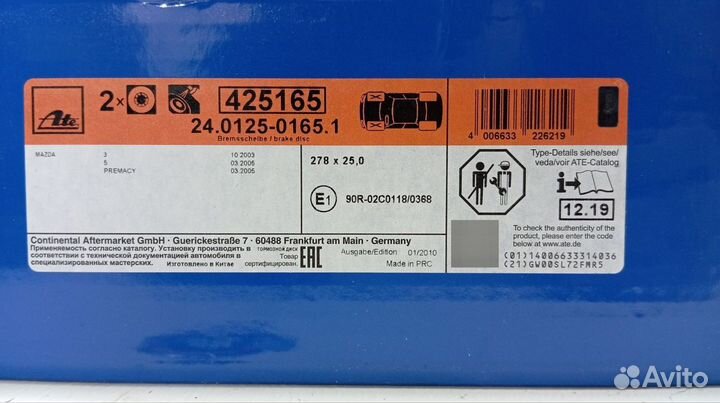 Ate
2x
425165
24.0125-0165.1
Bremsscheibe / brake disc
4 006633 226219
MAZDA 3 10.2003
5 03.2005
PREMACY 03.2005
278 x 25,0
E1 90R-02C0118/0368
Type-Details siehe/see/
veda/voir ATE-Catalog
i
12.19
To check the authenticity of the
product, please enter the code
below at www.ate.de
(01)14006633314036
(21)GW00SL72FMR5
Continental Aftermarket GmbH · Guerickestraße 7 · 60488 Frankfurt am Main · Germany
Применяемость согласно каталогу. Установку производить в
соответствии с технической документацией автомобиля в
специализированных мастерских. Изготовлено в Китае
ТОРМОЗНОЙ ДИСК
Товар
сертифицирован.
EAC
Ausgabe/Edition 01/2010
Made in PRC
Avito